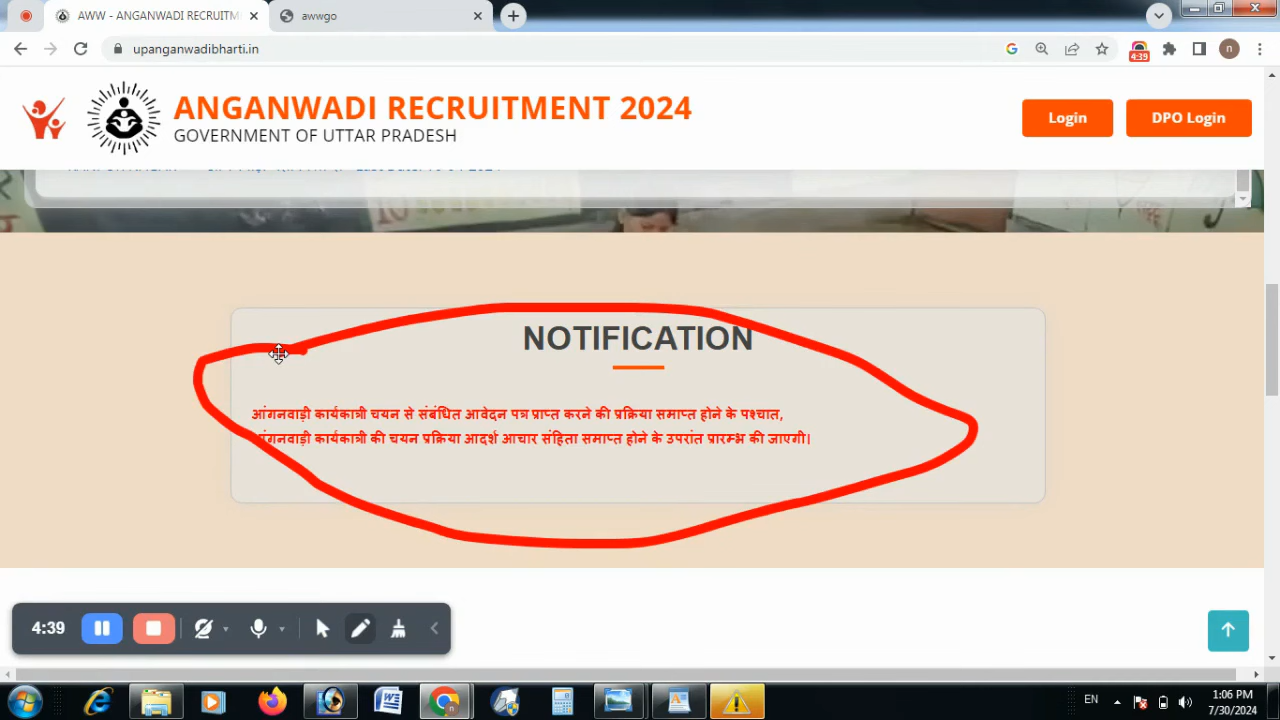 AWW - ANGANWADI RECRUITM
awwgo
upanganwadibharti.in
4:39
n
ANGANWADI RECRUITMENT 2024
GOVERNMENT OF UTTAR PRADESH
Login
DPO Login
NOTIFICATION
आंगनवाड़ी कार्यकात्री चयन से संबंधित आवेदन पत्र प्राप्त करने की प्रक्रिया समाप्त होने के पश्चात,
आंगनवाड़ी कार्यकात्री की चयन प्रक्रिया आदर्श आचार संहिता समाप्त होने के उपरांत प्रारम्भ की जाएगी।
4:39
EN
1:06 PM
7/30/2024